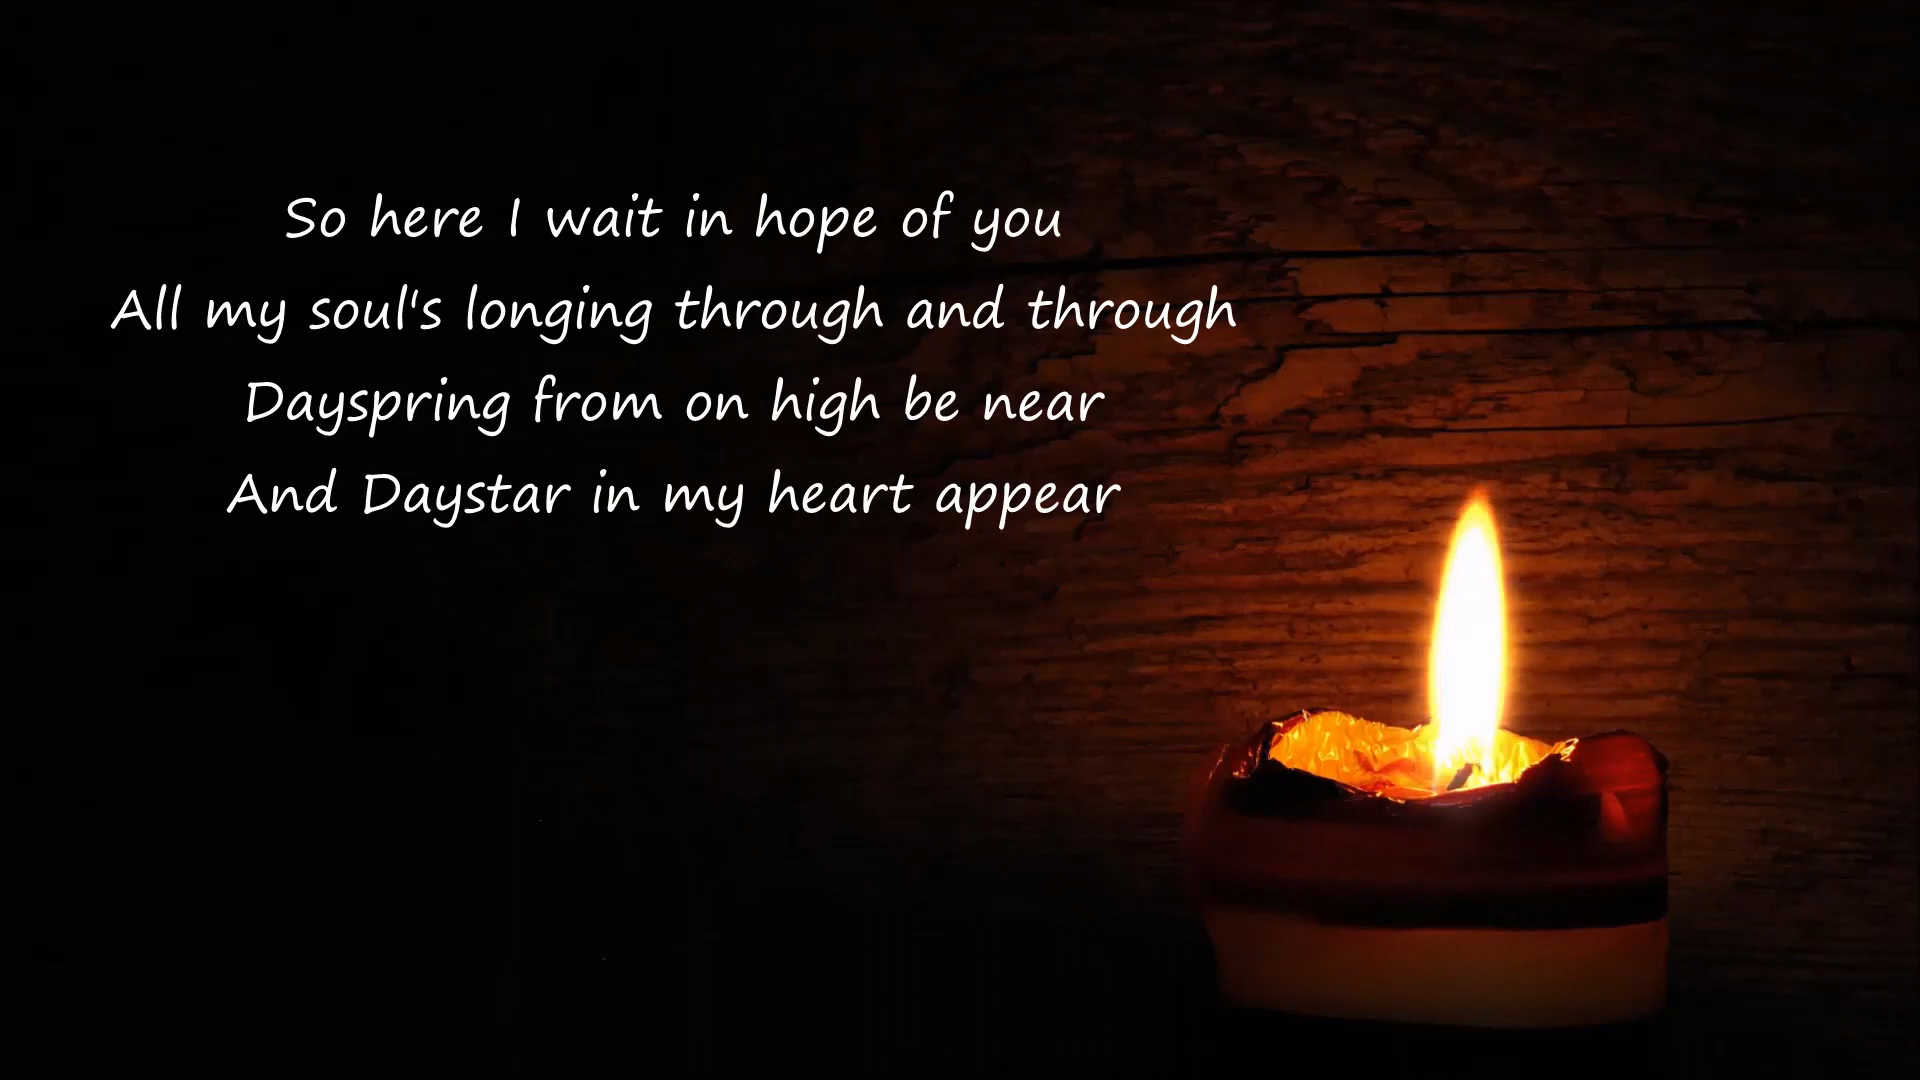 So here I wait in hope of you
All my soul's longing through and through
Dayspring from on high be near
And Daystar in my heart appear